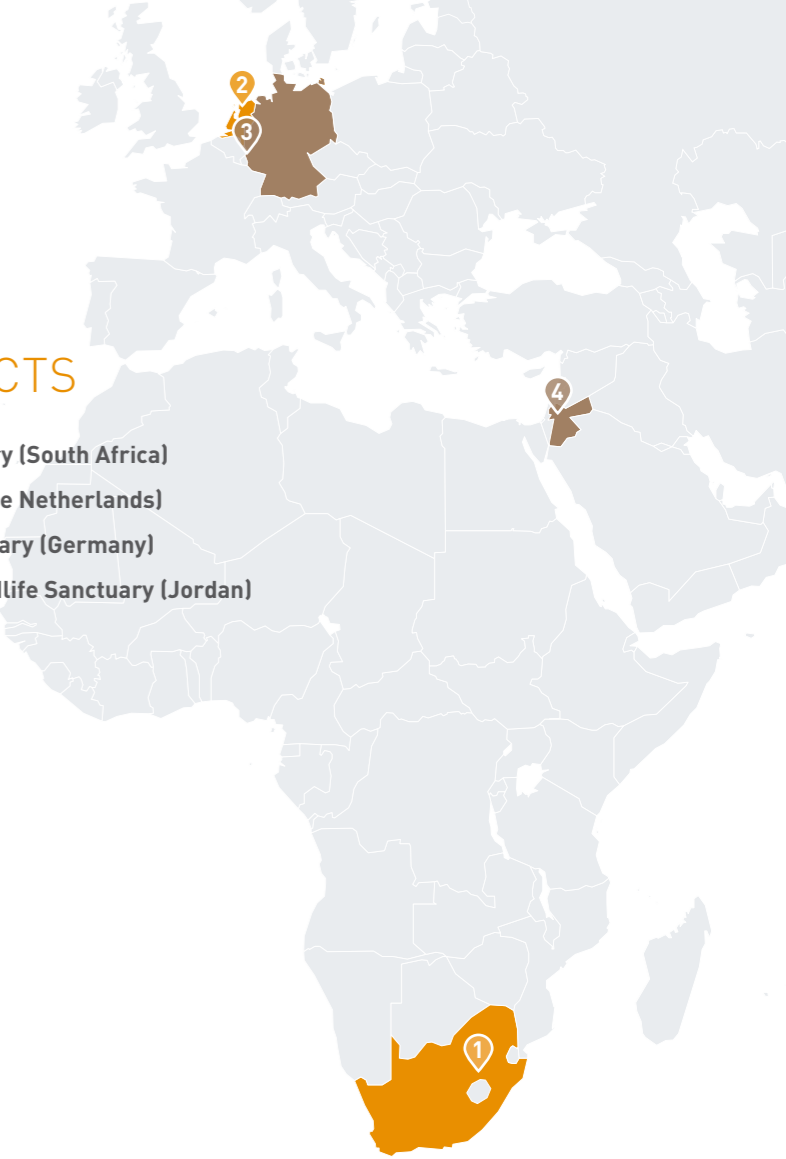 2
3
CTS
4
y (South Africa)
e Netherlands)
ary (Germany)
llife Sanctuary (Jordan)
1